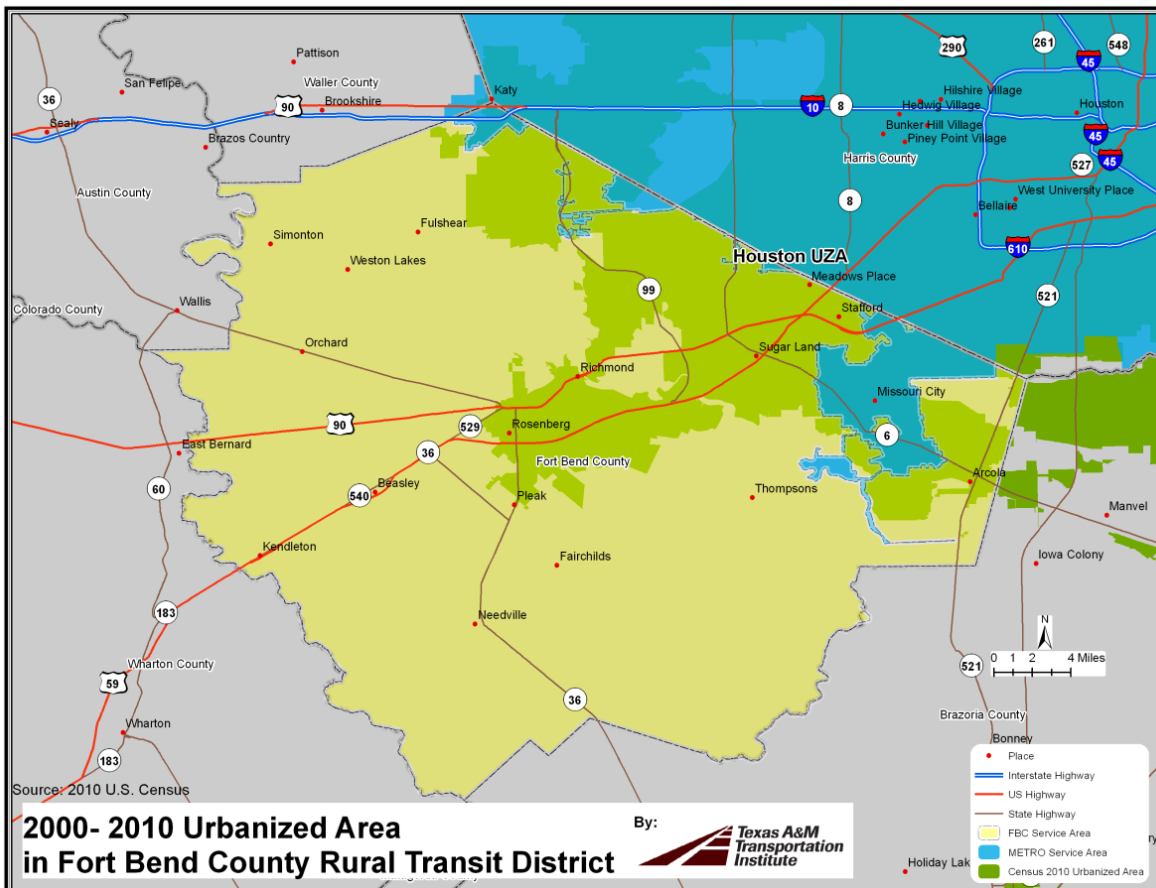 261
548
290
45
Pattison
San Felipe
Waller County
36
90
Brookshire
Katy
10
8
Hilshire Village
Hedwig Village
Houston
Sealy
Brazos Country
Bunker Hill Village
Piney Point Village
45
Harris County
45
527
Austin County
8
West University Place
Bellaire
Fulshear
Simonton
610
Houston UZA
Weston Lakes
Meadows Place
99
521
Colorado County
Wallis
Stafford
Orchard
Sugar Land
Richmond
Missouri City
90
529
Rosenberg
6
East Bernard
36
Fort Bend County
60
540
Beasley
Pleak
Thompsons
Arcola
Manvel
Kendleton
Fairchilds
Iowa Colony
183
Needville
N
0 1 2 4 Miles
Wharton County
521
59
36
Brazoria County
Wharton
Bonney
183
Place
Interstate Highway
US Highway
State Highway
FBC Service Area
METRO Service Area
Census 2010 Urbanized Area
Source: 2010 U.S. Census
2000- 2010 Urbanized Area
in Fort Bend County Rural Transit District
By:
Texas A&M
Transportation
Institute
Holiday Lak